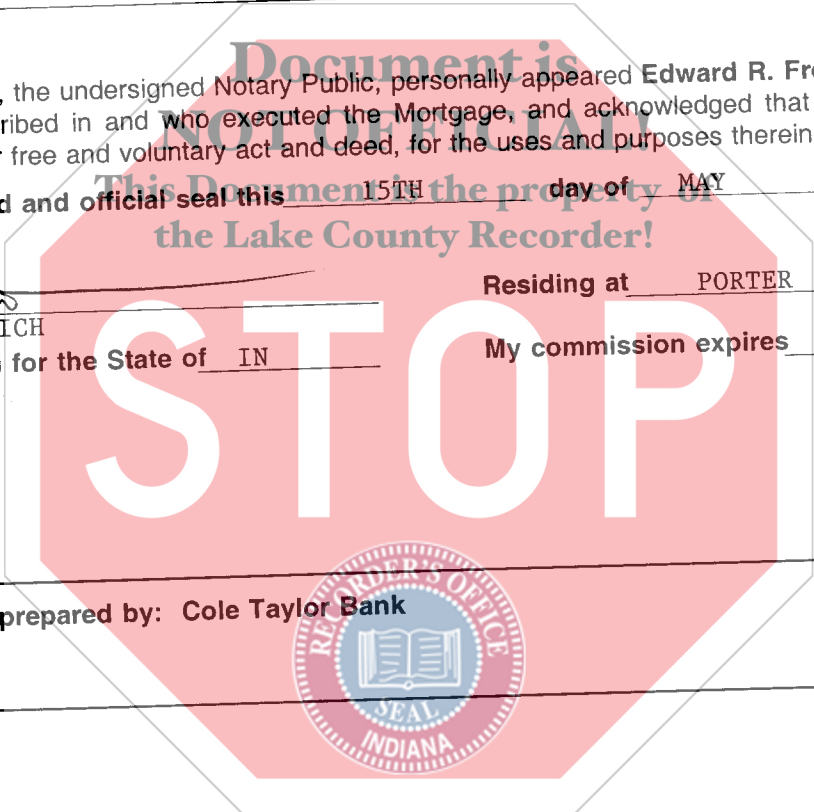 Document is
, the undersigned Notary Public, personally appeared Edward R. Fr
NOT OFFICIAL!
ribed in and who executed the Mortgage, and acknowledged that
free and voluntary act and deed, for the uses and purposes therein
This Document is the property of
d and official seal this 15TH day of MAY
the Lake County Recorder!
Residing at PORTER
ICH
for the State of IN
My commission expires
STOP
prepared by: Cole Taylor Bank
RECORDER'S OFFICE
SEAL
INDIANA